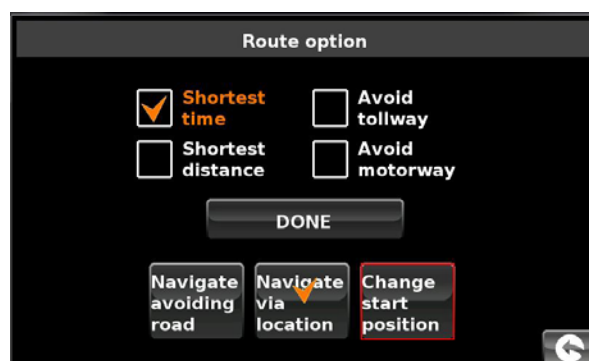 Route option
Shortest
time
Avoid
tollway
Shortest
distance
Avoid
motorway
DONE
Navigate
avoiding
road
Navigate
via
location
Change
start
position